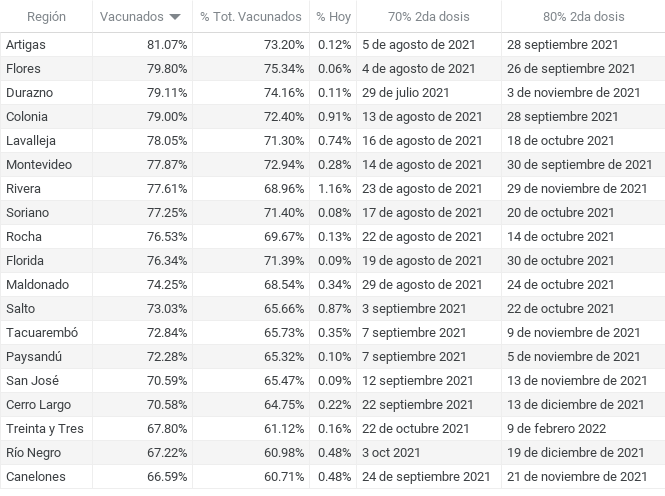 Región Vacunados % Tot. Vacunados % Hoy 70% 2da dosis 80% 2da dosis
Artigas 81.07% 73.20% 0.12% 5 de agosto de 2021 28 septiembre 2021
Flores 79.80% 75.34% 0.06% 4 de agosto de 2021 26 de septiembre 2021
Durazno 79.11% 74.16% 0.11% 29 de julio 2021 3 de noviembre de 2021
Colonia 79.00% 72.40% 0.91% 13 de agosto de 2021 28 septiembre 2021
Lavalleja 78.05% 71.30% 0.74% 16 de agosto de 2021 18 de octubre 2021
Montevideo 77.87% 72.94% 0.28% 14 de agosto de 2021 30 de septiembre de 2021
Rivera 77.61% 68.96% 1.16% 23 de agosto de 2021 29 de noviembre de 2021
Soriano 77.25% 71.40% 0.08% 17 de agosto de 2021 20 de octubre 2021
Rocha 76.53% 69.67% 0.13% 22 de agosto de 2021 14 de octubre 2021
Florida 76.34% 71.39% 0.09% 19 de agosto de 2021 30 de octubre 2021
Maldonado 74.25% 68.54% 0.34% 29 de agosto de 2021 24 de octubre 2021
Salto 73.03% 65.66% 0.87% 3 septiembre 2021 22 de octubre 2021
Tacuarembó 72.84% 65.73% 0.35% 7 septiembre 2021 9 de noviembre de 2021
Paysandú 72.28% 65.32% 0.10% 7 septiembre 2021 5 de noviembre de 2021
San José 70.59% 65.47% 0.09% 12 septiembre 2021 13 de noviembre de 2021
Cerro Largo 70.58% 64.75% 0.22% 22 septiembre 2021 13 de diciembre de 2021
Treinta y Tres 67.80% 61.12% 0.16% 22 de octubre 2021 9 de febrero 2022
Río Negro 67.22% 60.98% 0.48% 3 oct 2021 19 de diciembre de 2021
Canelones 66.59% 60.71% 0.48% 24 de septiembre 2021 21 de noviembre de 2021